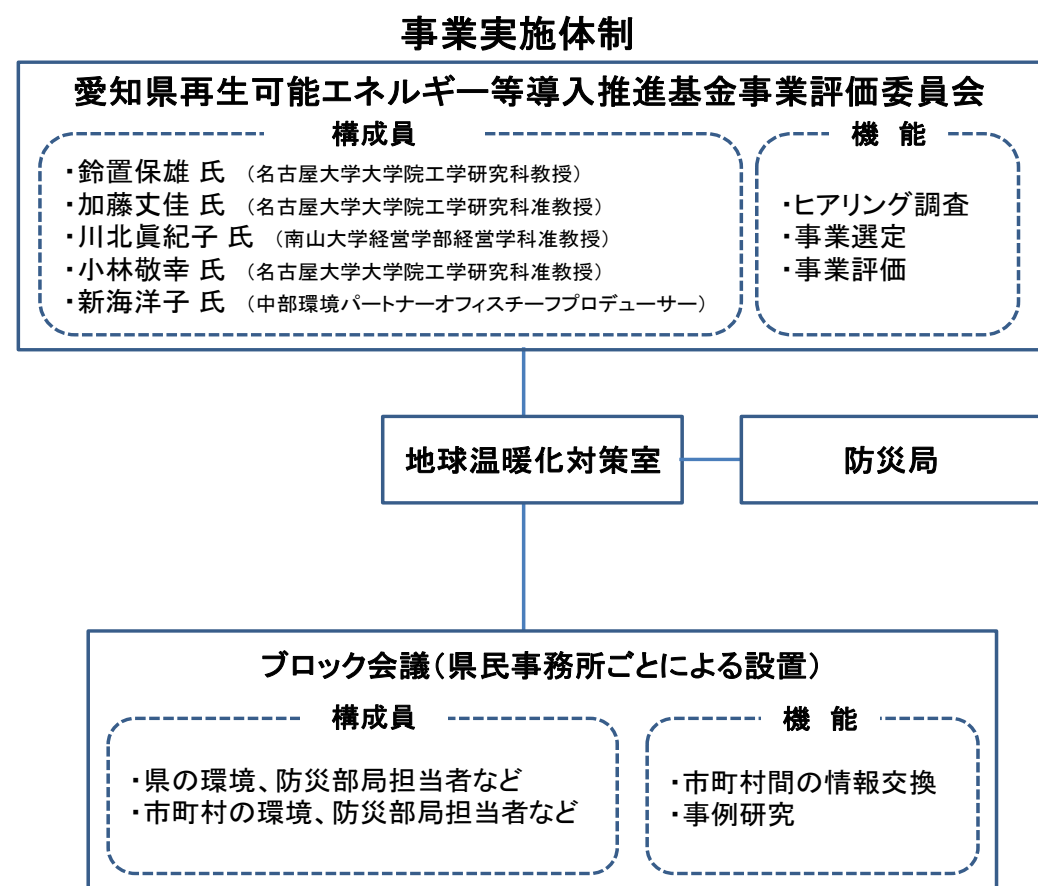 事業実施体制
愛知県再生可能エネルギー等導入推進基金事業評価委員会
構成員
・鈴置保雄 氏 （名古屋大学大学院工学研究科教授）
・加藤丈佳 氏 （名古屋大学大学院工学研究科准教授）
・川北眞紀子 氏 （南山大学経営学部経営学科准教授）
・小林敬幸 氏 （名古屋大学大学院工学研究科准教授）
・新海洋子 氏 （中部環境パートナーオフィスチーフプロデューサー）
機 能
・ヒアリング調査
・事業選定
・事業評価
地球温暖化対策室
防災局
ブロック会議（県民事務所ごとによる設置）
構成員
・県の環境、防災部局担当者など
・市町村の環境、防災部局担当者など
機 能
・市町村間の情報交換
・事例研究